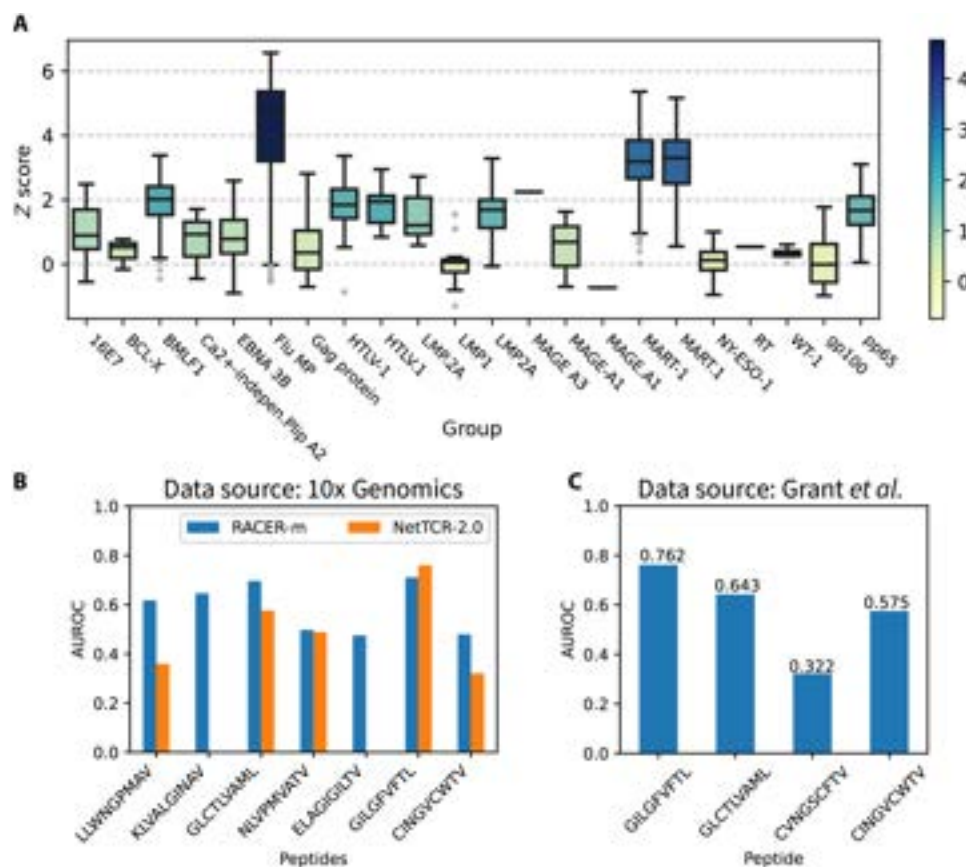 A
Z score
6
4
2
0
16E7
BCL-X
BMLF1
Ca2+-indepen.Plip A2
EBNA 3B
Flu MP
Gag protein
HTLV-1
HTLV.1
LMP2A
LMP1
LMP2A
MAGE A3
MAGE-A1
MAGE.A1
MART-1
MART.1
NY-ESO-1
RT
WT-1
gp100
pp65
Group
4
3
2
1
0
B
Data source: 10x Genomics
RACER-m
NetTCR-2.0
AUROC
1.0
0.8
0.6
0.4
0.2
0.0
LLWNGPMAV
KLVALGINAV
GLCTLVAML
NLVPMVATV
ELAGIGILTV
GILGFVFTL
CINGVCWTV
Peptides
C
Data source: Grant et al.
AUROC
1.0
0.8
0.6
0.4
0.2
0.0
0.762
0.643
0.322
0.575
GILGFVFTL
GLCTLVAML
CVNGSCFTV
CINGVCWTV
Peptide